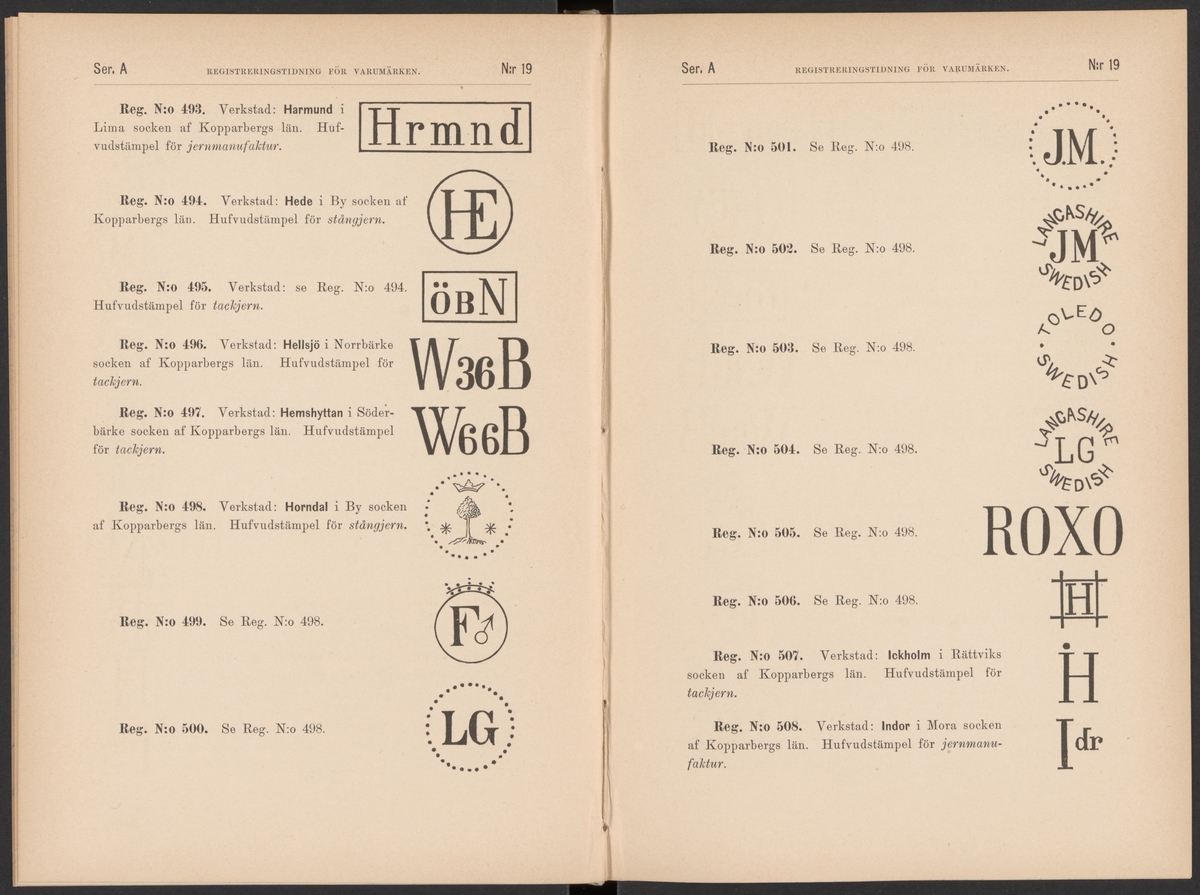 Ser. A REGISTRERINGSTIDNING FÖR VARUMÄRKEN. N:r 19
Reg. N:o 493. Verkstad: Harmund i
Lima socken af Kopparbergs län. Huf-
vudstämpel för jernmanufaktur.
Hrmnd
Reg. N:o 494. Verkstad: Hede i By socken af
Kopparbergs län. Hufvudstämpel för stångjern.
HE
Reg. N:o 495. Verkstad: se Reg. N:o 494.
Hufvudstämpel för tackjern.
ÖBN
Reg. N:o 496. Verkstad: Hellsjö i Norrbärke
socken af Kopparbergs län. Hufvudstämpel för
tackjern.
W36B
Reg. N:o 497. Verkstad: Hemshyttan i Söder-
bärke socken af Kopparbergs län. Hufvudstämpel
för tackjern.
W66B
Reg. N:o 498. Verkstad: Horndal i By socken
af Kopparbergs län. Hufvudstämpel för stångjern.
Reg. N:o 499. Se Reg. N:o 498.
F♂
Reg. N:o 500. Se Reg. N:o 498.
LG
Ser. A REGISTRERINGSTIDNING FÖR VARUMÄRKEN. N:r 19
Reg. N:o 501. Se Reg. N:o 498.
J.M.
Reg. N:o 502. Se Reg. N:o 498.
LANCASHIRE
JM
SWEDISH
Reg. N:o 503. Se Reg. N:o 498.
TOLEDO
SWEDISH
Reg. N:o 504. Se Reg. N:o 498.
LANCASHIRE
LG
SWEDISH
Reg. N:o 505. Se Reg. N:o 498.
ROXO
Reg. N:o 506. Se Reg. N:o 498.
H
Reg. N:o 507. Verkstad: Ickholm i Rättviks
socken af Kopparbergs län. Hufvudstämpel för
tackjern.
H
Reg. N:o 508. Verkstad: Indor i Mora socken
af Kopparbergs län. Hufvudstämpel för jernmanu-
faktur.
Idr